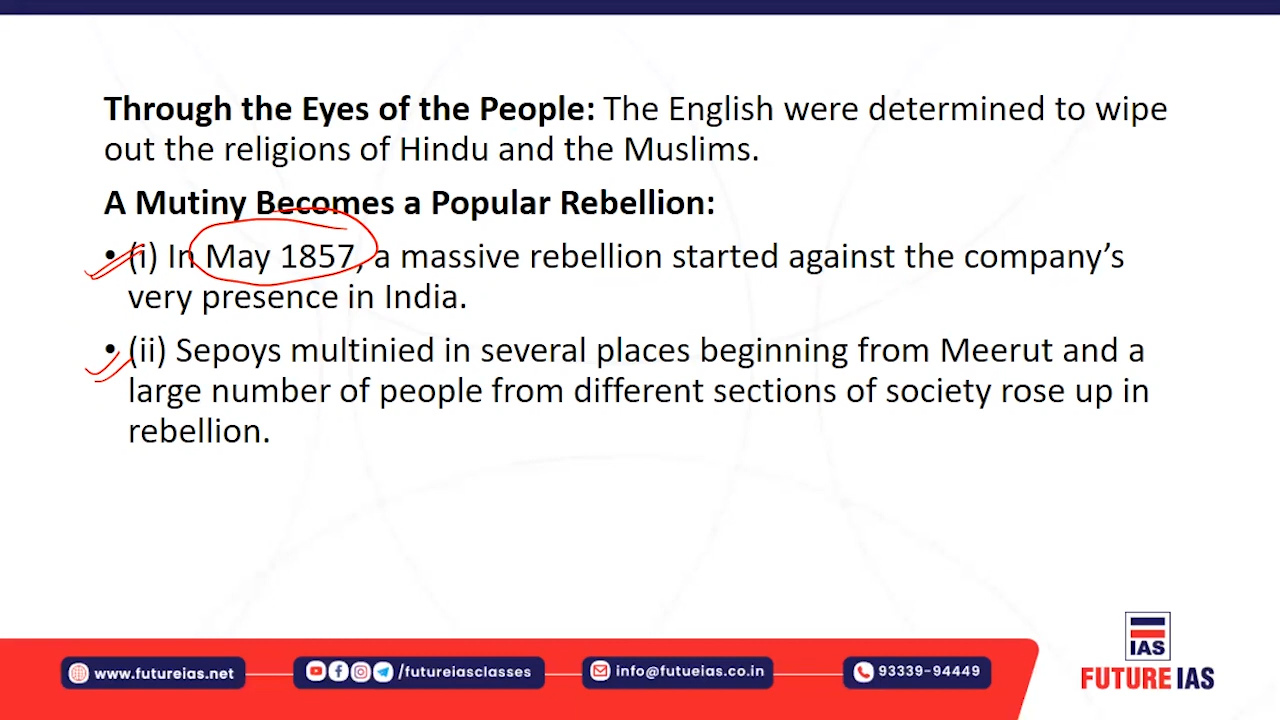 Through the Eyes of the People: The English were determined to wipe
out the religions of Hindu and the Muslims.
A Mutiny Becomes a Popular Rebellion:
• (i) In May 1857, a massive rebellion started against the company’s
very presence in India.
• (ii) Sepoys multinied in several places beginning from Meerut and a
large number of people from different sections of society rose up in
rebellion.
www.futureias.net
/futureiasclasses
info@futueias.co.in
93339-94449
IAS
FUTURE IAS